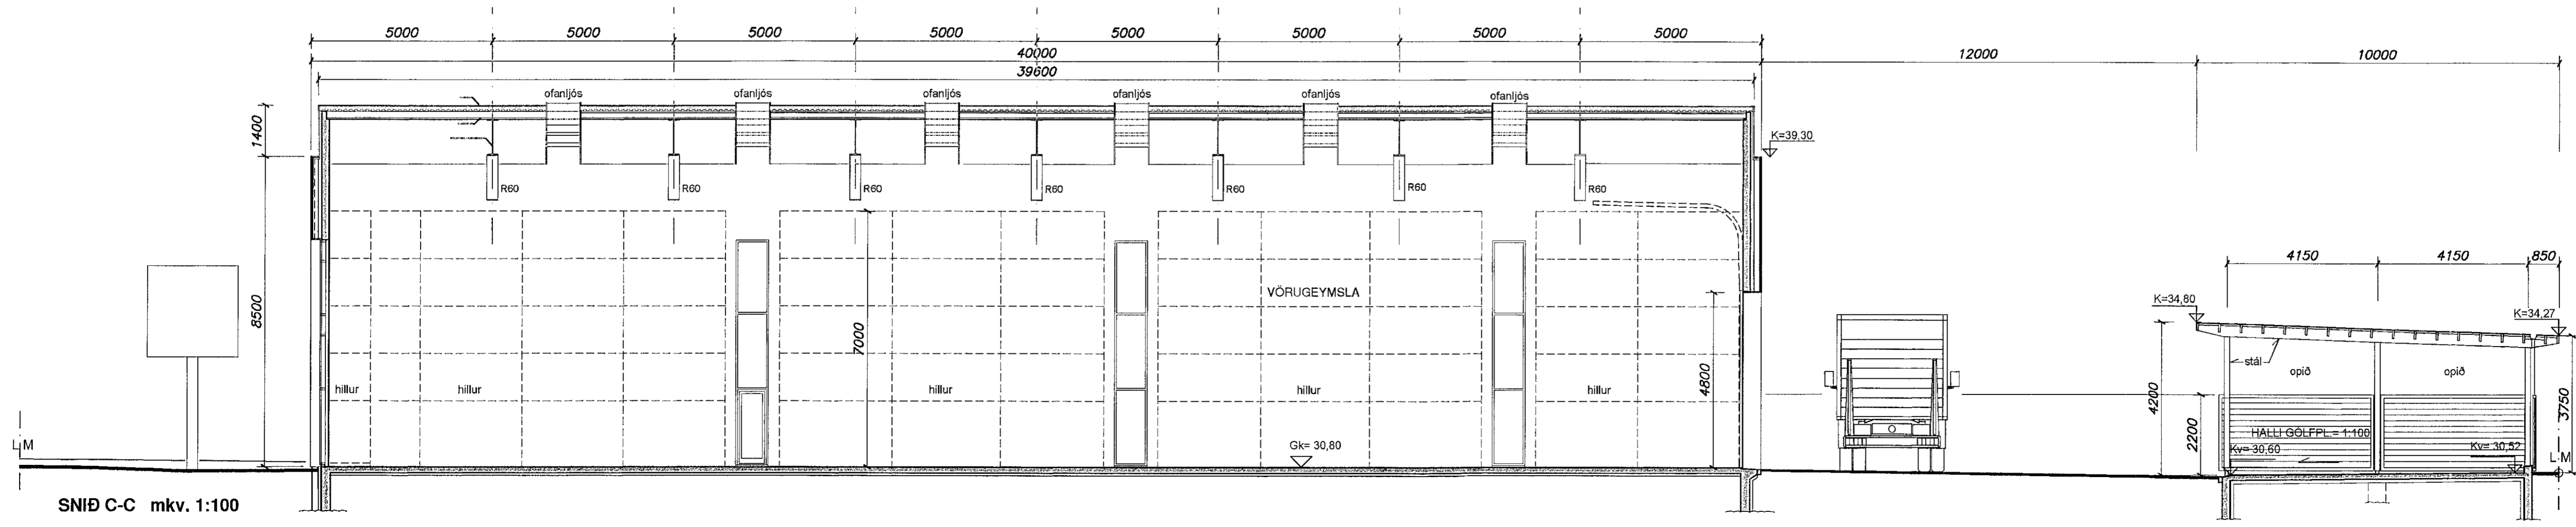 5000 5000 5000 5000 5000 5000 5000 5000
40000 12000 10000
39600
ofanljós ofanljós ofanljós ofanljós ofanljós ofanljós
1400
K=39,30
R60 R60 R60 R60 R60 R60 R60
4150 4150 850
8500
VÖRUGEYMSLA
7000
K=34,80
K=34,27
stál
opið opið
hillur hillur hillur hillur hillur
4800
4200
2200
3750
HALLI GÓLFPL.= 1:100
Gk= 30,80
Kv= 30,60
Kv= 30,52
L M
L M
SNIÐ C-C mkv. 1:100